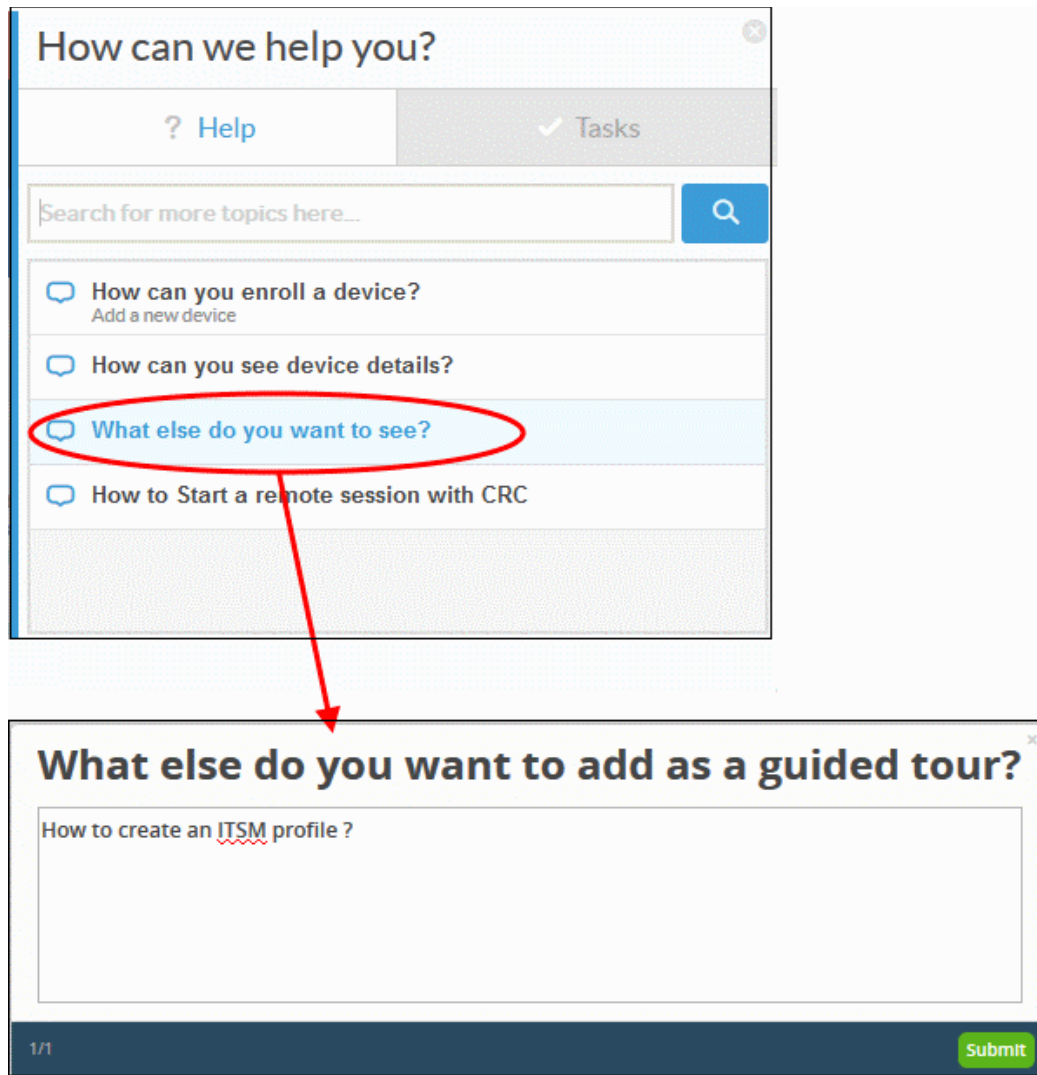 How can we help you?
? Help
Tasks
Search for more topics here...
How can you enroll a device?
Add a new device
How can you see device details?
What else do you want to see?
How to Start a remote session with CRC
What else do you want to add as a guided tour?
How to create an ITSM profile ?
1/1
Submit